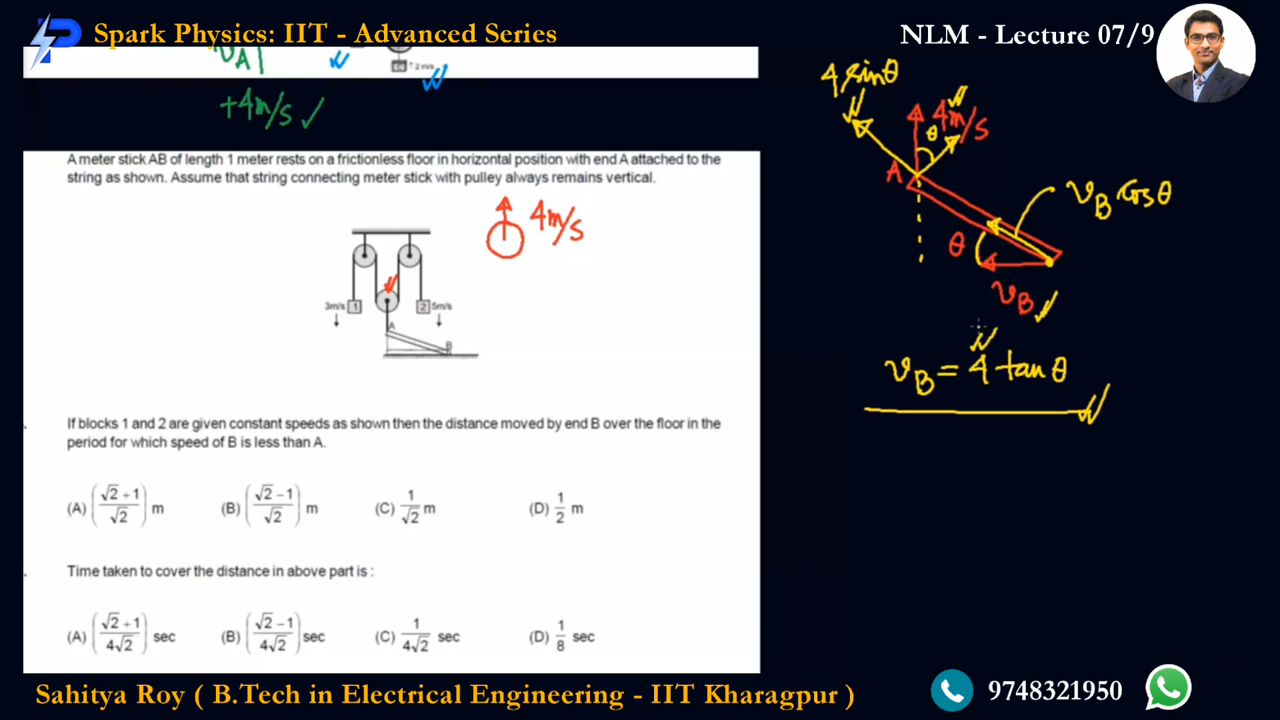 Spark Physics: IIT - Advanced Series
NLM - Lecture 07/9
vA
2 m/s
+4m/s ✓
A meter stick AB of length 1 meter rests on a frictionless floor in horizontal position with end A attached to the
string as shown. Assume that string connecting meter stick with pulley always remains vertical.
4m/s
3m/s
1
2
5m/s
A
B
4 sinθ
4m/s
θ
A
vB cosθ
θ
vB
vB = 4 tan θ
If blocks 1 and 2 are given constant speeds as shown then the distance moved by end B over the floor in the
period for which speed of B is less than A.
(A) (√2+1)/√2 m (B) (√2−1)/√2 m (C) 1/√2 m (D) 1/2 m
Time taken to cover the distance in above part is :
(A) (√2+1)/4√2 sec (B) (√2−1)/4√2 sec (C) 1/4√2 sec (D) 1/8 sec
Sahitya Roy ( B.Tech in Electrical Engineering - IIT Kharagpur )
9748321950